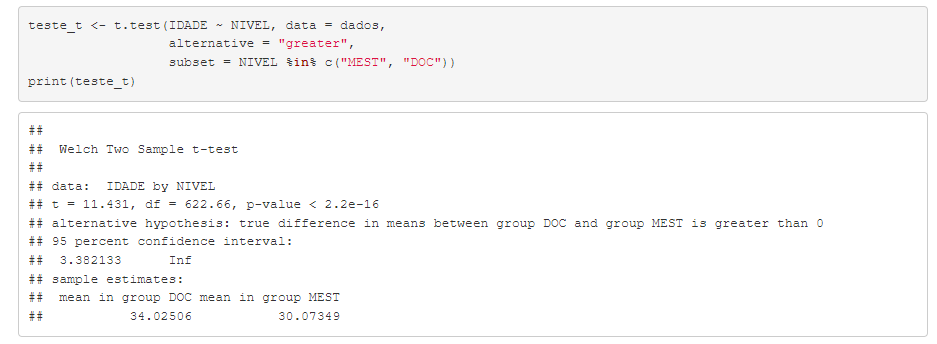 teste_t <- t.test(IDADE ~ NIVEL, data = dados,
                  alternative = "greater",
                  subset = NIVEL %in% c("MEST", "DOC"))
print(teste_t)
##
##  Welch Two Sample t-test
##
## data:  IDADE by NIVEL
## t = 11.431, df = 622.66, p-value < 2.2e-16
## alternative hypothesis: true difference in means between group DOC and group MEST is greater than 0
## 95 percent confidence interval:
##  3.382133      Inf
## sample estimates:
##  mean in group DOC mean in group MEST
##           34.02506           30.07349